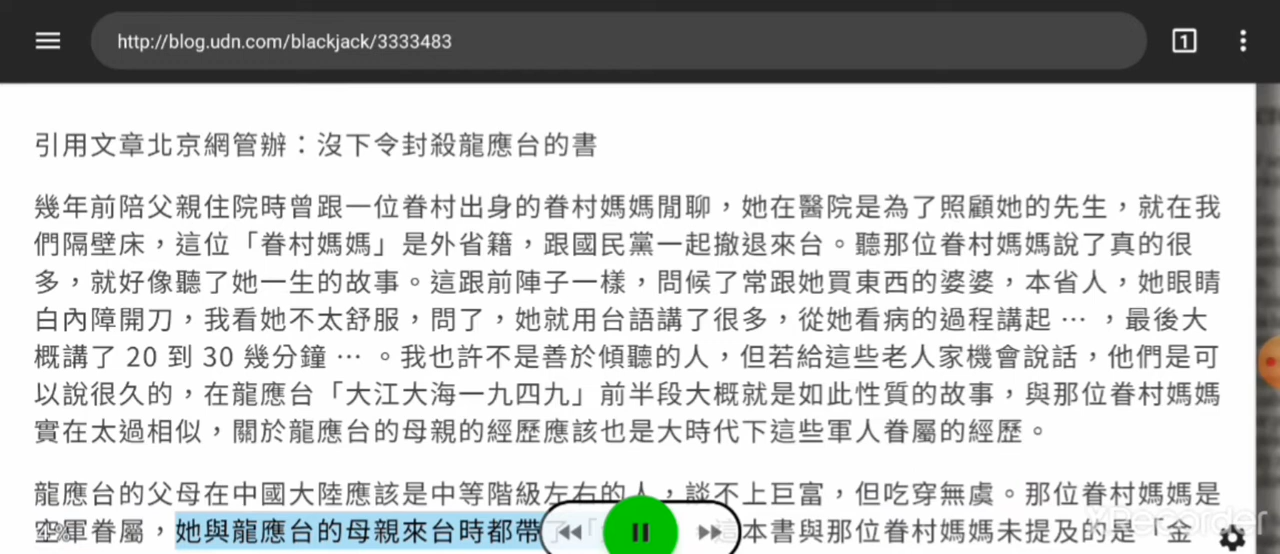 http://blog.udn.com/blackjack/3333483
1
引用文章北京網管辦：沒下令封殺龍應台的書
幾年前陪父親住院時曾跟一位眷村出身的眷村媽媽閒聊，她在醫院是為了照顧她的先生，就在我
們隔壁床，這位「眷村媽媽」是外省籍，跟國民黨一起撤退來台。聽那位眷村媽媽說了真的很
多，就好像聽了她一生的故事。這跟前陣子一樣，問候了常跟她買東西的婆婆，本省人，她眼睛
白內障開刀，我看她不太舒服，問了，她就用台語講了很多，從她看病的過程講起 … ，最後大
概講了 20 到 30 幾分鐘 … 。我也許不是善於傾聽的人，但若給這些老人家機會說話，他們是可
以說很久的，在龍應台「大江大海一九四九」前半段大概就是如此性質的故事，與那位眷村媽媽
實在太過相似，關於龍應台的母親的經歷應該也是大時代下這些軍人眷屬的經歷。
龍應台的父母在中國大陸應該是中等階級左右的人，談不上巨富，但吃穿無虞。那位眷村媽媽是
空軍眷屬，她與龍應台的母親來台時都帶了「 這本書與那位眷村媽媽未提及的是「金
XRecorder